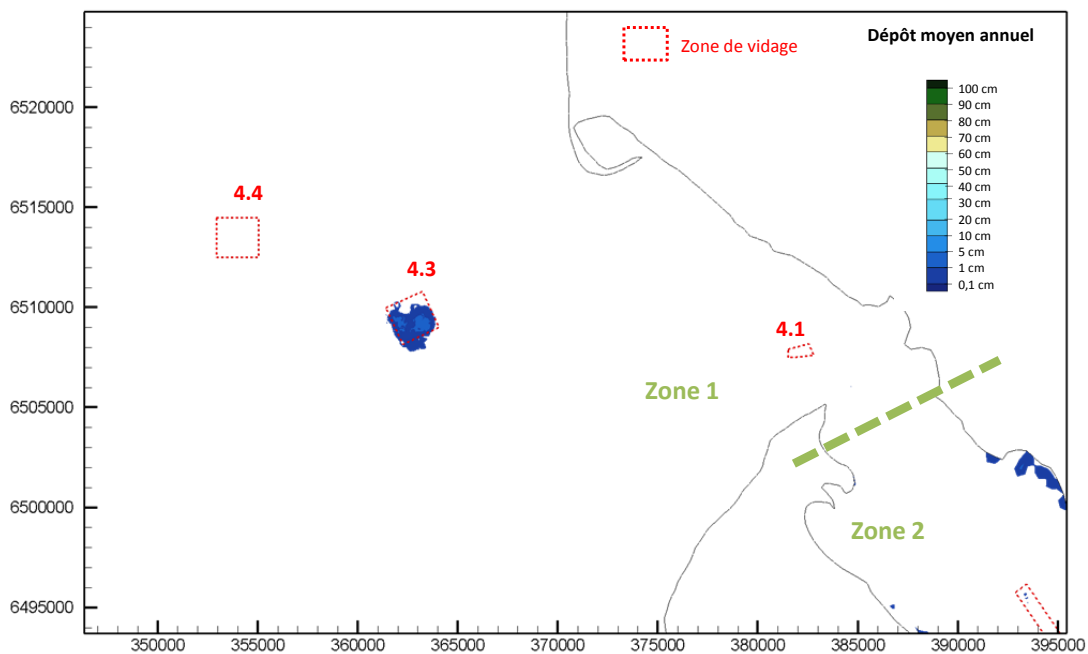 Zone de vidage
Dépôt moyen annuel
100 cm
90 cm
80 cm
70 cm
60 cm
50 cm
40 cm
30 cm
20 cm
10 cm
5 cm
1 cm
0,1 cm
6520000
6515000
6510000
6505000
6500000
6495000
4.4
4.3
4.1
Zone 1
Zone 2
350000 355000 360000 365000 370000 375000 380000 385000 390000 395000